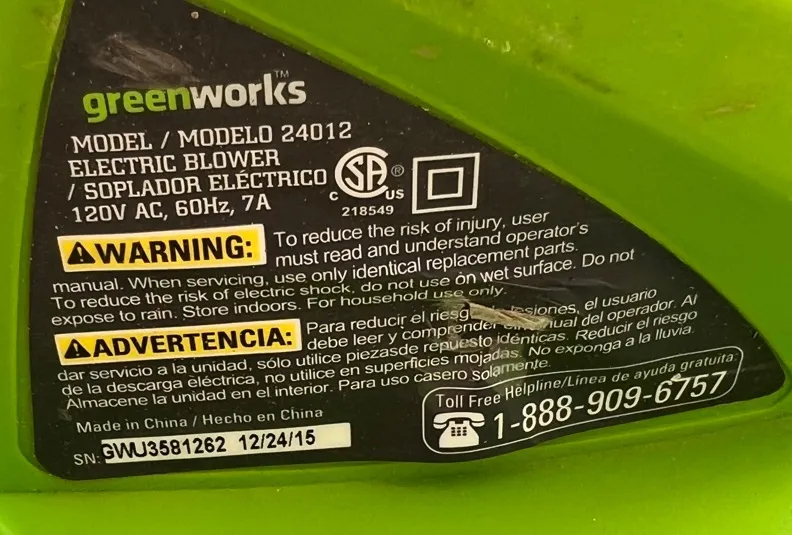 greenworks™
MODEL / MODELO 24012
ELECTRIC BLOWER
/ SOPLADOR ELÉCTRICO
120V AC, 60Hz, 7A
C SA ® US
218549
WARNING: To reduce the risk of injury, user
must read and understand operator's
manual. When servicing, use only identical replacement parts.
To reduce the risk of electric shock, do not use on wet surface. Do not
expose to rain. Store indoors. For household use only.
ADVERTENCIA: Para reducir el el usuario
debe leer y comprender del operador. Al
dar servicio a la unidad, sólo utilice piezasde repuesto idénticas. Reducir el riesgo
de la descarga eléctrica, no utilice en superficies mojadas. No exponga a la lluvia.
Almacene la unidad en el interior. Para uso casero solamente.
Made in China / Hecho en China
SN: GWU3581262 12/24/15
Toll Free Helpline/Línea de ayuda gratuita:
1-888-909-6757